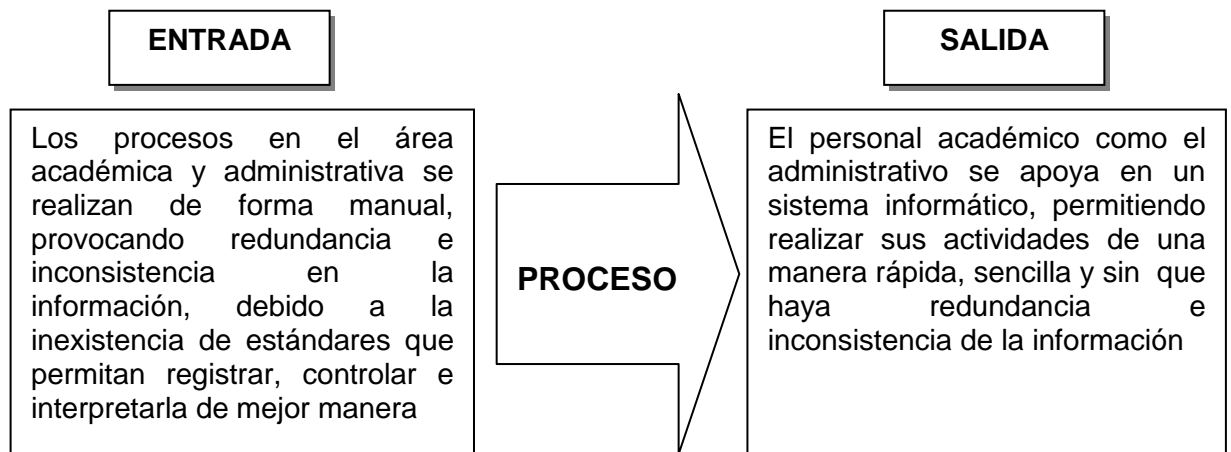 ENTRADA
Los procesos en el área
académica y administrativa se
realizan de forma manual,
provocando redundancia e
inconsistencia en la
información, debido a la
inexistencia de estándares que
permitan registrar, controlar e
interpretarla de mejor manera
PROCESO
SALIDA
El personal académico como el
administrativo se apoya en un
sistema informático, permitiendo
realizar sus actividades de una
manera rápida, sencilla y sin que
haya redundancia e
inconsistencia de la información